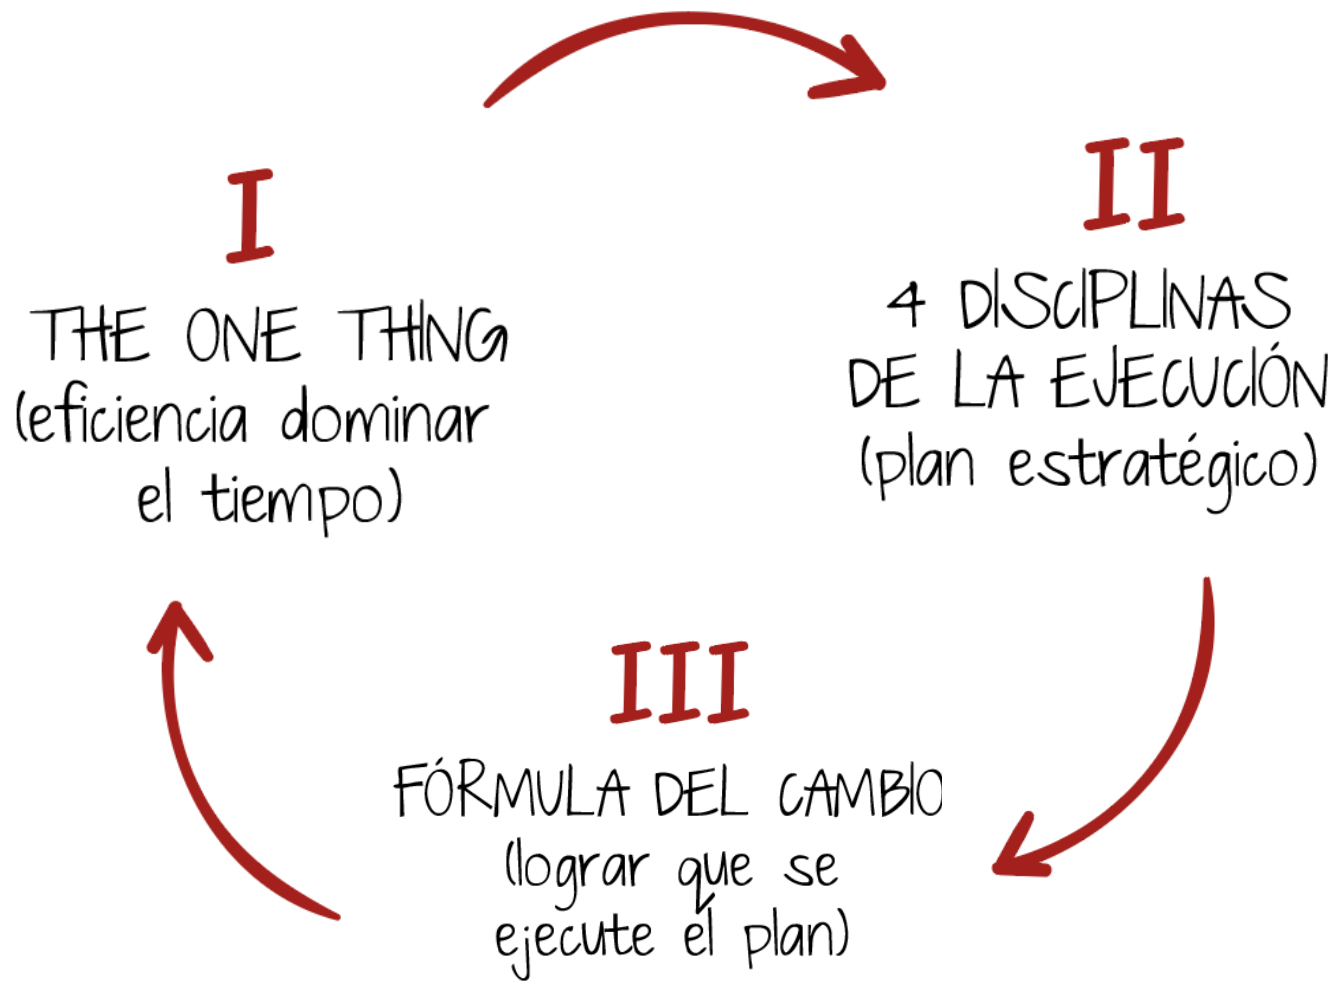 I
THE ONE THING
(eficiencia dominar
el tiempo)
II
4 DISCIPLINAS
DE LA EJECUCIÓN
(plan estratégico)
III
FÓRMULA DEL CAMBIO
(lograr que se
ejecute el plan)